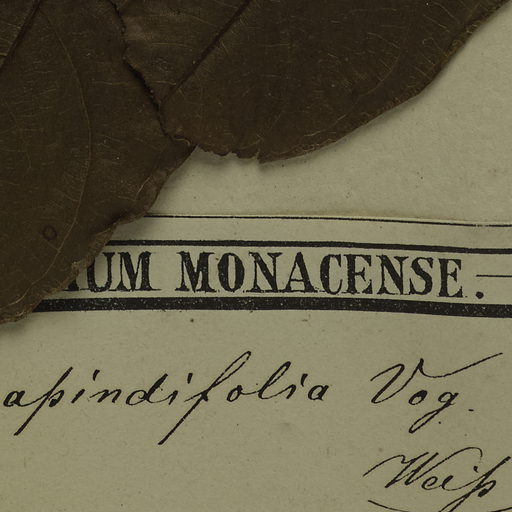 IUM MONACENSE.
apindifolia Vog.
Weiß